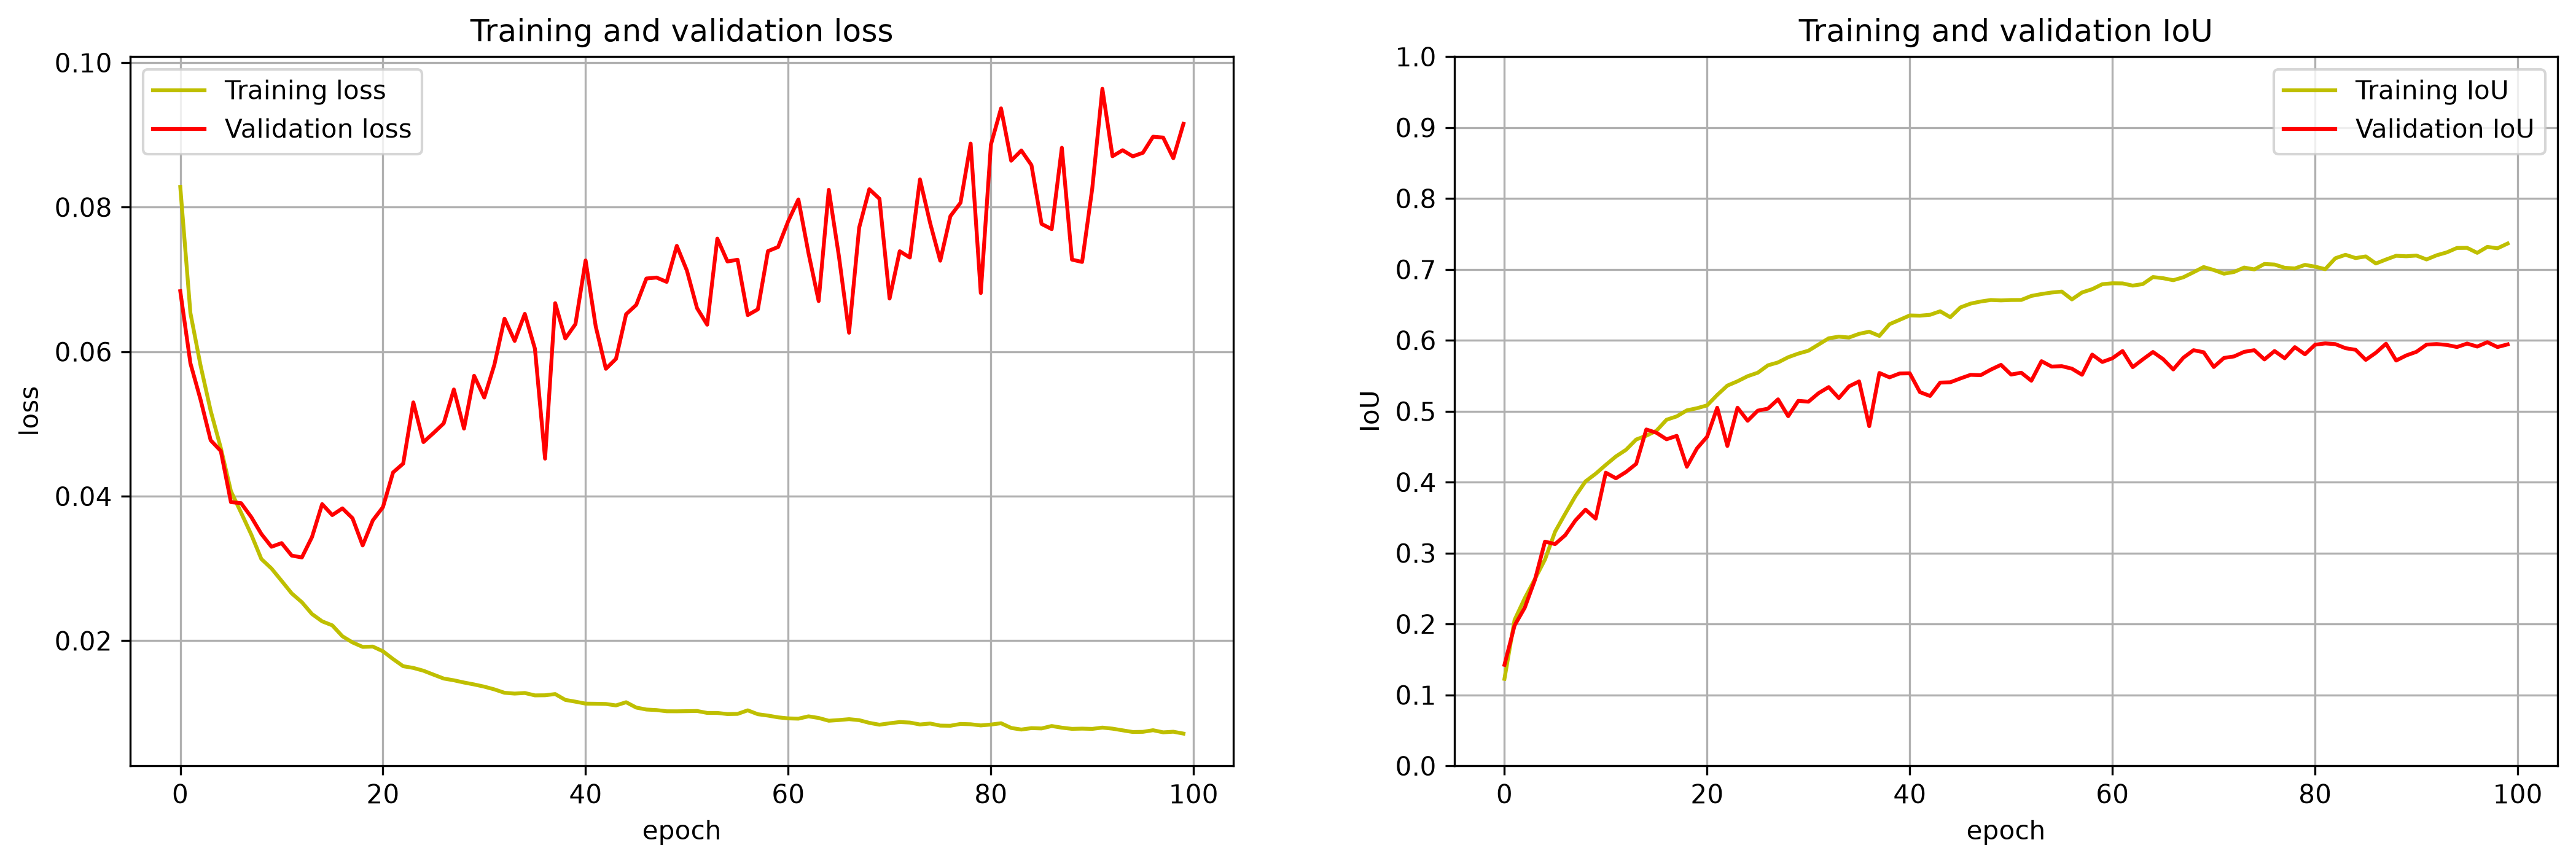 Training and validation loss
0.10
0.08
0.06
0.04
0.02
loss
Training loss
Validation loss
0 20 40 60 80 100
epoch
Training and validation IoU
1.0
0.9
0.8
0.7
0.6
0.5
0.4
0.3
0.2
0.1
0.0
IoU
Training IoU
Validation IoU
0 20 40 60 80 100
epoch